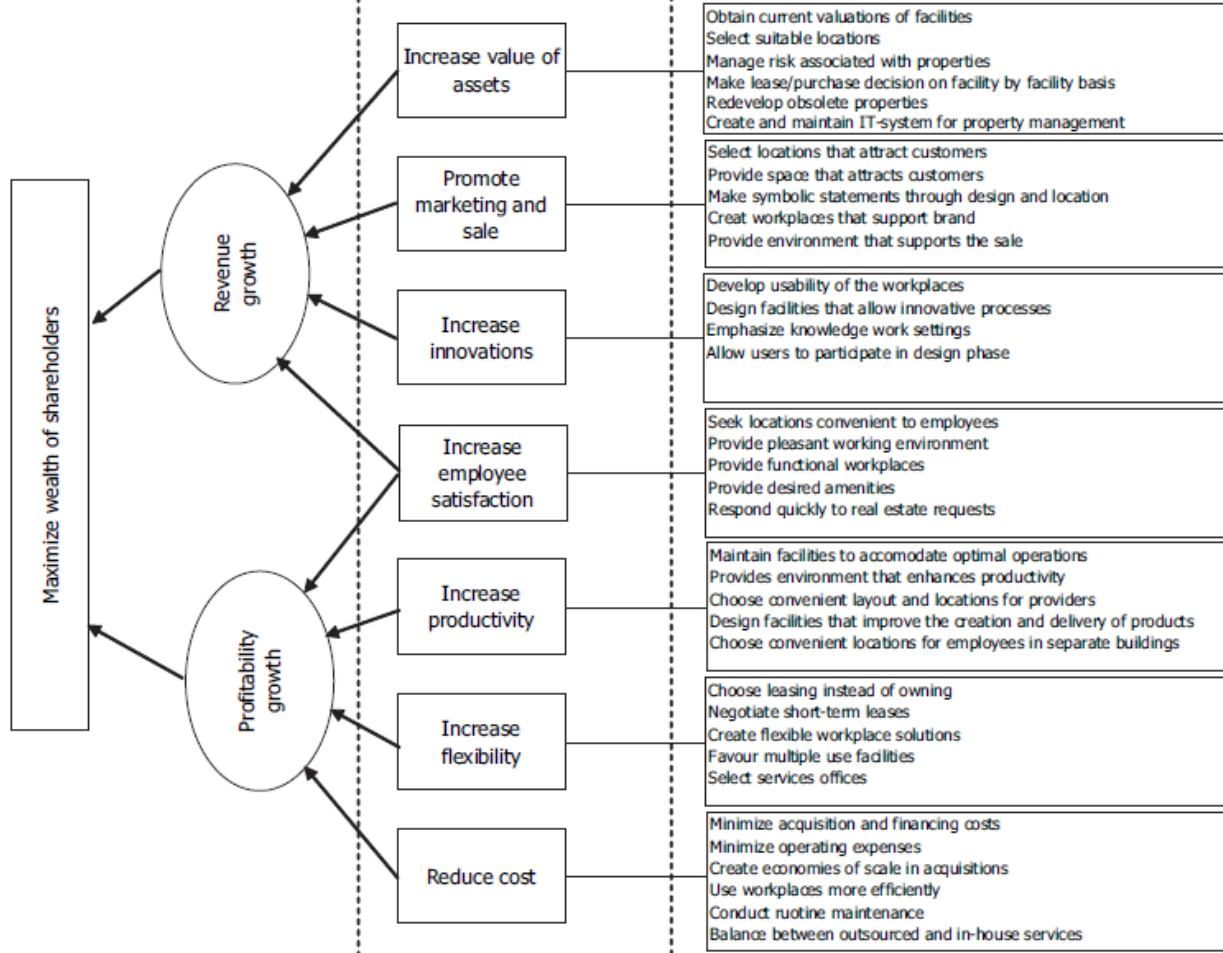 Maximize wealth of shareholders
Revenue
growth
Profitability
growth
Increase value of
assets
Obtain current valuations of facilities
Select suitable locations
Manage risk associated with properties
Make lease/purchase decision on facility by facility basis
Redevelop obsolete properties
Create and maintain IT-system for property management
Promote
marketing and
sale
Select locations that attract customers
Provide space that attracts customers
Make symbolic statements through design and location
Creat workplaces that support brand
Provide environment that supports the sale
Increase
innovations
Develop usability of the workplaces
Design facilities that allow innovative processes
Emphasize knowledge work settings
Allow users to participate in design phase
Increase
employee
satisfaction
Seek locations convenient to employees
Provide pleasant working environment
Provide functional workplaces
Provide desired amenities
Respond quickly to real estate requests
Increase
productivity
Maintain facilities to accomodate optimal operations
Provides environment that enhances productivity
Choose convenient layout and locations for providers
Design facilities that improve the creation and delivery of products
Choose convenient locations for employees in separate buildings
Increase
flexibility
Choose leasing instead of owning
Negotiate short-term leases
Create flexible workplace solutions
Favour multiple use facilities
Select services offices
Reduce cost
Minimize acquisition and financing costs
Minimize operating expenses
Create economies of scale in acquisitions
Use workplaces more efficiently
Conduct ruotine maintenance
Balance between outsourced and in-house services